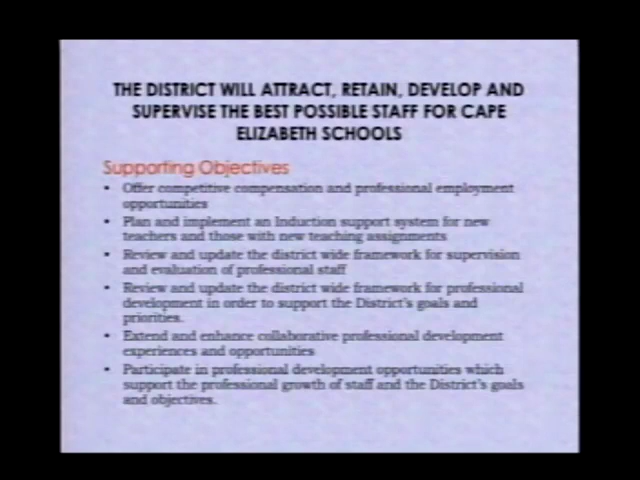 THE DISTRICT WILL ATTRACT, RETAIN, DEVELOP AND
SUPERVISE THE BEST POSSIBLE STAFF FOR CAPE
ELIZABETH SCHOOLS
Supporting Objectives
• Offer competitive compensation and professional employment
opportunities
• Plan and implement an Induction support system for new
teachers and those with new teaching assignments
• Review and update the district wide framework for supervision
and evaluation of professional staff
• Review and update the district wide framework for professional
development in order to support the District's goals and
priorities.
• Extend and enhance collaborative professional development
experiences and opportunities
• Participate in professional development opportunities which
support the professional growth of staff and the District's goals
and objectives.